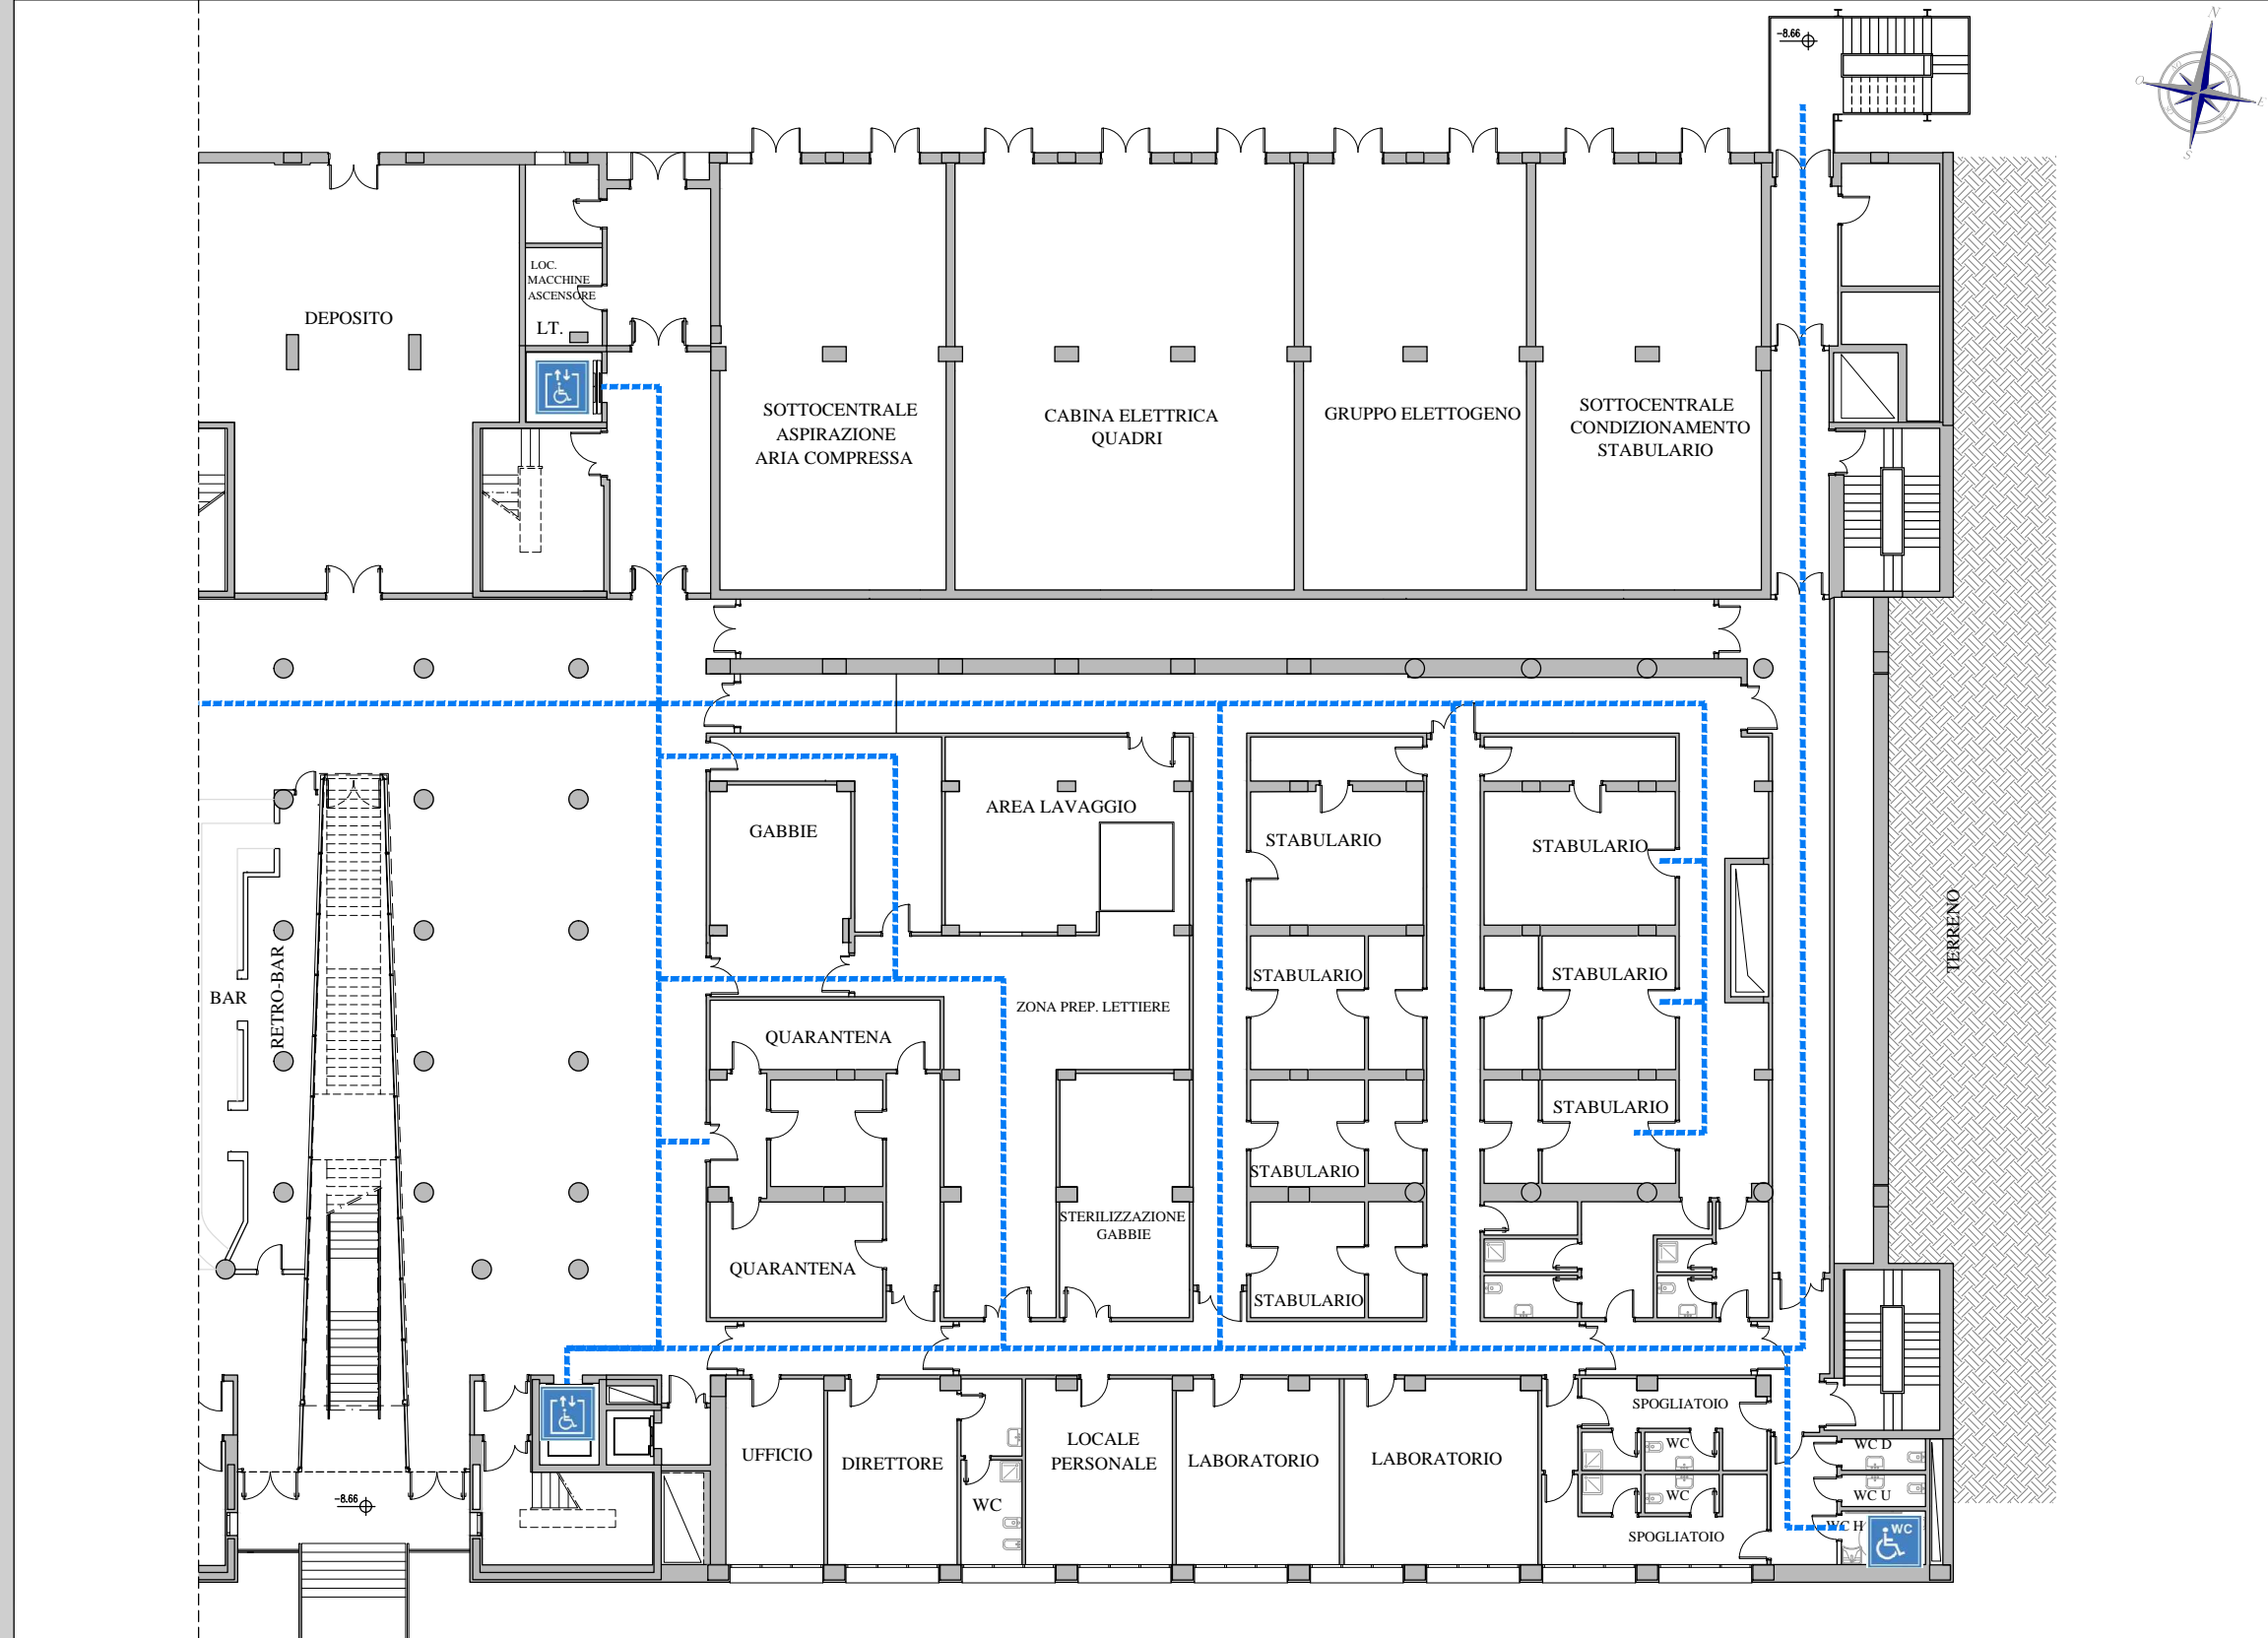 -8.66
N
O
E
S
LOC.
MACCHINE
ASCENSORE
LT.
DEPOSITO
SOTTOCENTRALE
ASPIRAZIONE
ARIA COMPRESSA
CABINA ELETTRICA
QUADRI
GRUPPO ELETTOGENO
SOTTOCENTRALE
CONDIZIONAMENTO
STABULARIO
GABBIE
AREA LAVAGGIO
STABULARIO
STABULARIO
BAR
RETRO-BAR
ZONA PREP. LETTIERE
STABULARIO
STABULARIO
TERRENO
QUARANTENA
STABULARIO
STABULARIO
STERILIZZAZIONE
GABBIE
QUARANTENA
STABULARIO
UFFICIO
DIRETTORE
WC
LOCALE
PERSONALE
LABORATORIO
LABORATORIO
SPOGLIATOIO
WC
WC
SPOGLIATOIO
WC D
WC U
WC H
WC
-8.66